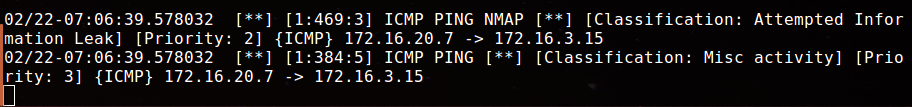 02/22-07:06:39.578032  [**] [1:469:3] ICMP PING NMAP [**] [Classification: Attempted Infor
mation Leak] [Priority: 2] {ICMP} 172.16.20.7 -> 172.16.3.15
02/22-07:06:39.578032  [**] [1:384:5] ICMP PING [**] [Classification: Misc activity] [Prio
rity: 3] {ICMP} 172.16.20.7 -> 172.16.3.15